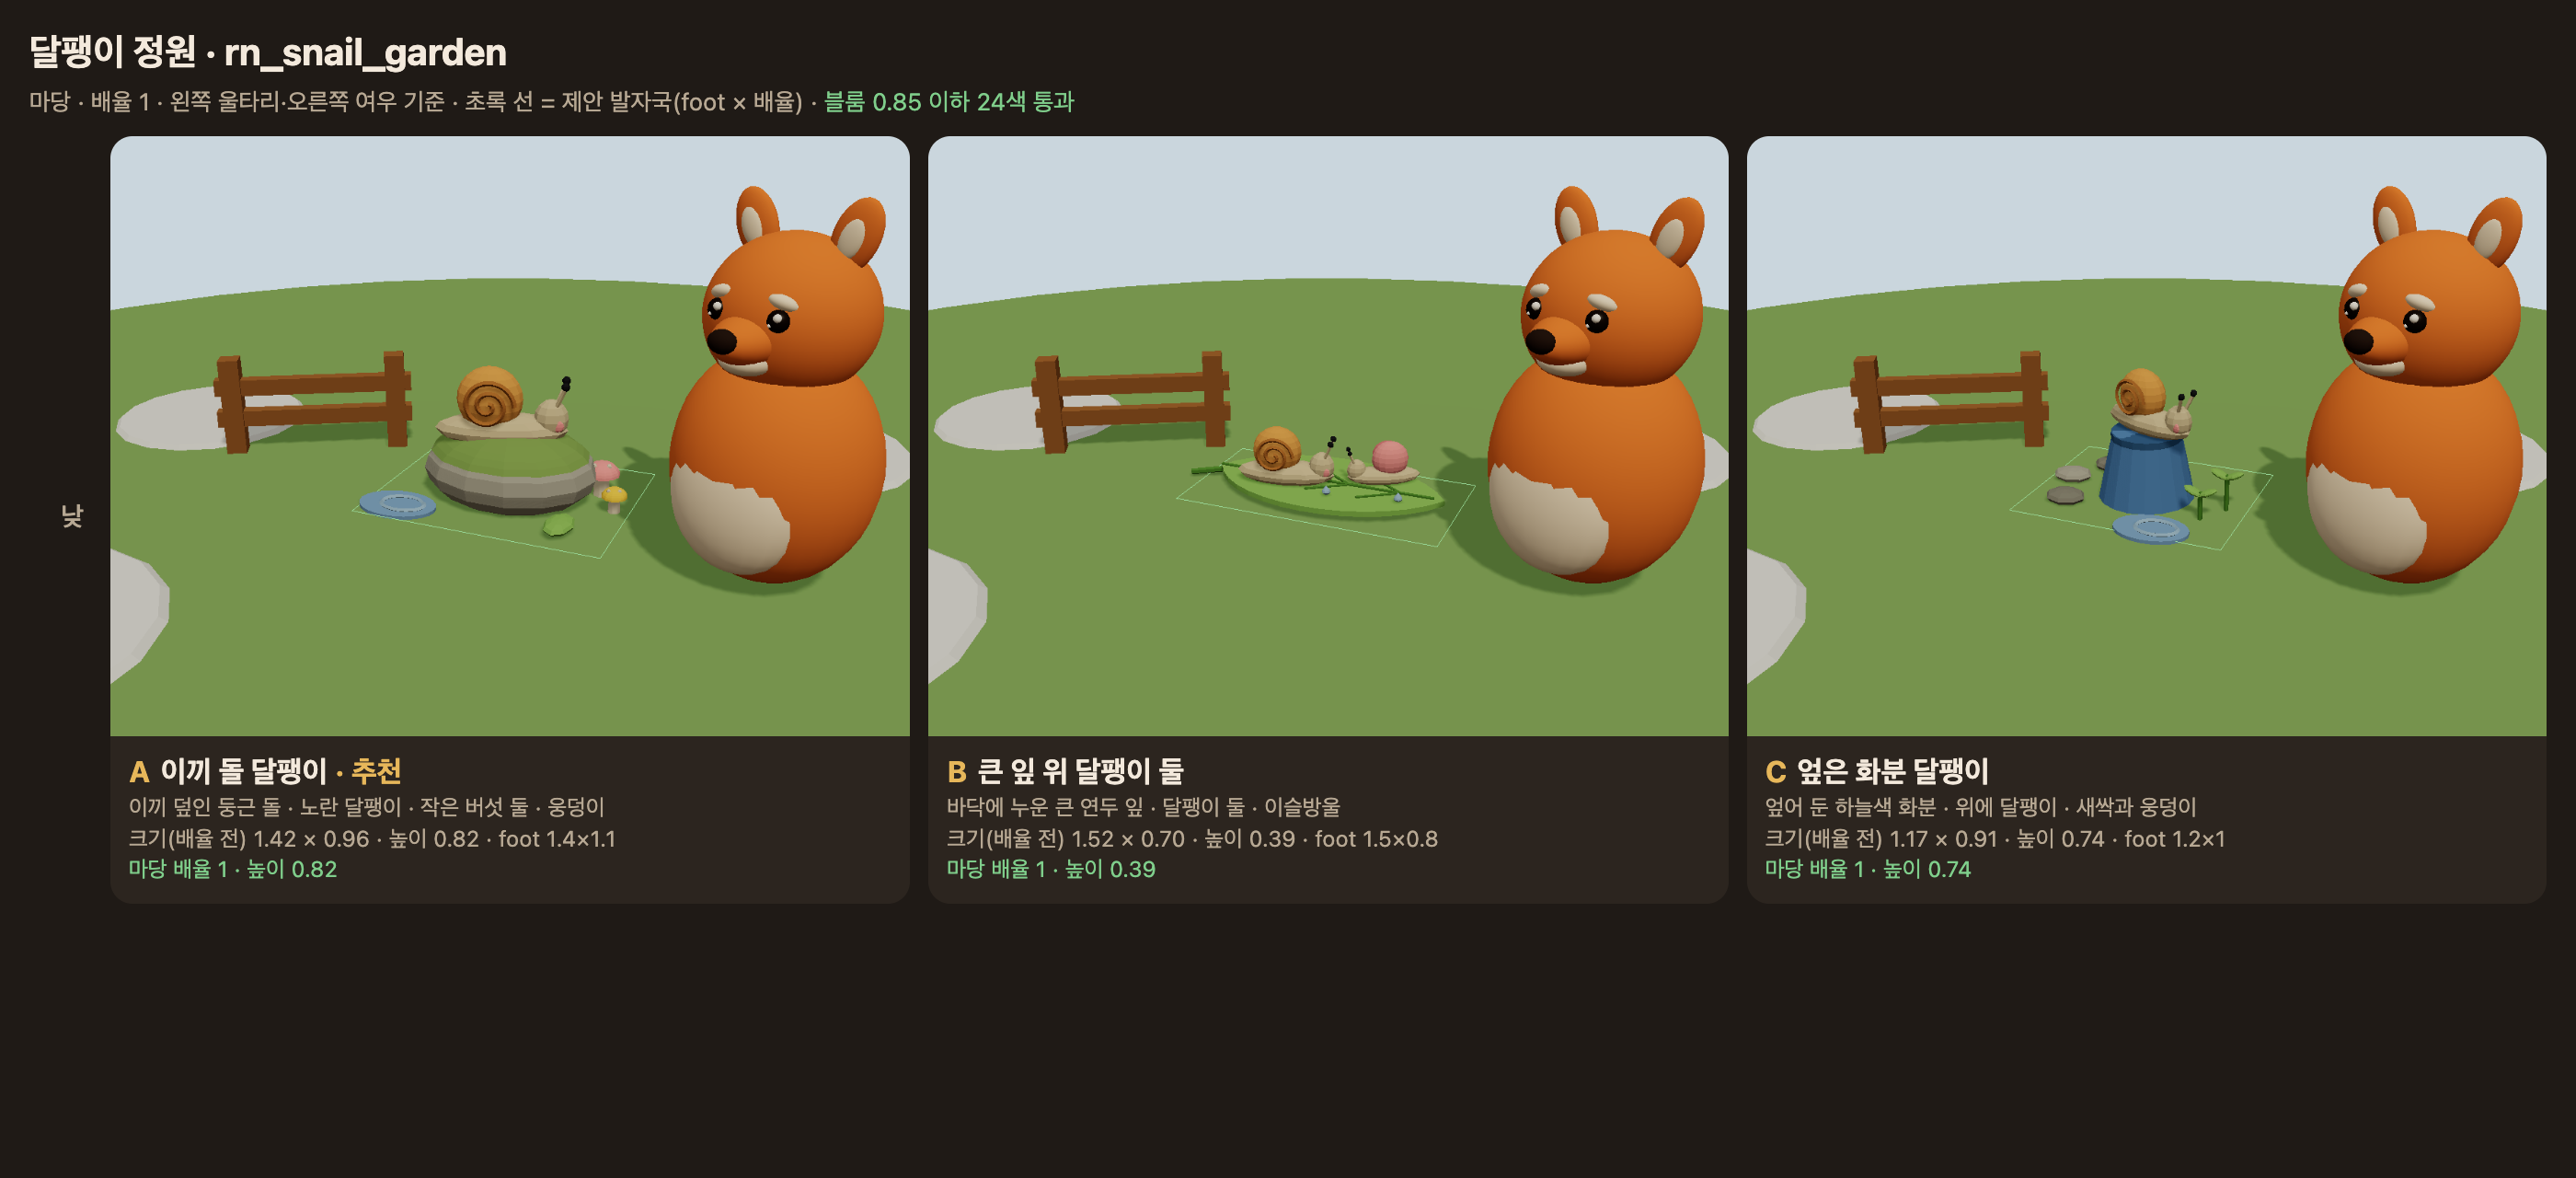 달팽이 정원 · rn_snail_garden
마당 · 배율 1 · 왼쪽 울타리·오른쪽 여우 기준 · 초록 선 = 제안 발자국(foot × 배율) · 블룸 0.85 이하 24색 통과
낮
A 이끼 돌 달팽이 · 추천
이끼 덮인 둥근 돌 · 노란 달팽이 · 작은 버섯 둘 · 웅덩이
크기(배율 전) 1.42 × 0.96 · 높이 0.82 · foot 1.4×1.1
마당 배율 1 · 높이 0.82
B 큰 잎 위 달팽이 둘
바닥에 누운 큰 연두 잎 · 달팽이 둘 · 이슬방울
크기(배율 전) 1.52 × 0.70 · 높이 0.39 · foot 1.5×0.8
마당 배율 1 · 높이 0.39
C 엎은 화분 달팽이
엎어 둔 하늘색 화분 · 위에 달팽이 · 새싹과 웅덩이
크기(배율 전) 1.17 × 0.91 · 높이 0.74 · foot 1.2×1
마당 배율 1 · 높이 0.74